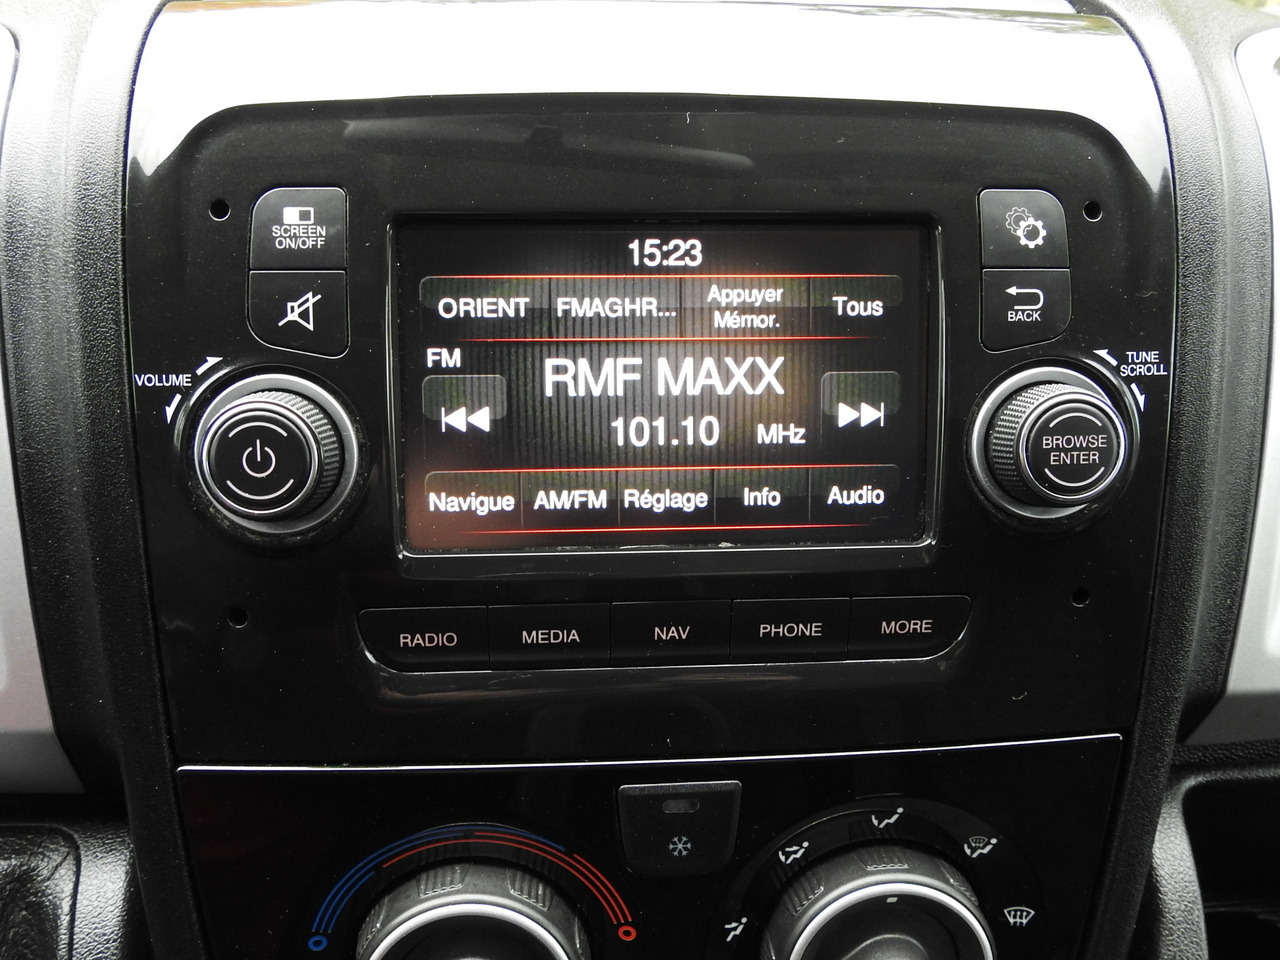 SCREEN
ON/OFF
VOLUME
15:23
ORIENT FMAGHR... Appuyer Mémor. Tous
FM
RMF MAXX
101.10 MHz
Navigue AM/FM Réglage Info Audio
BACK
TUNE
SCROLL
BROWSE
ENTER
RADIO MEDIA NAV PHONE MORE